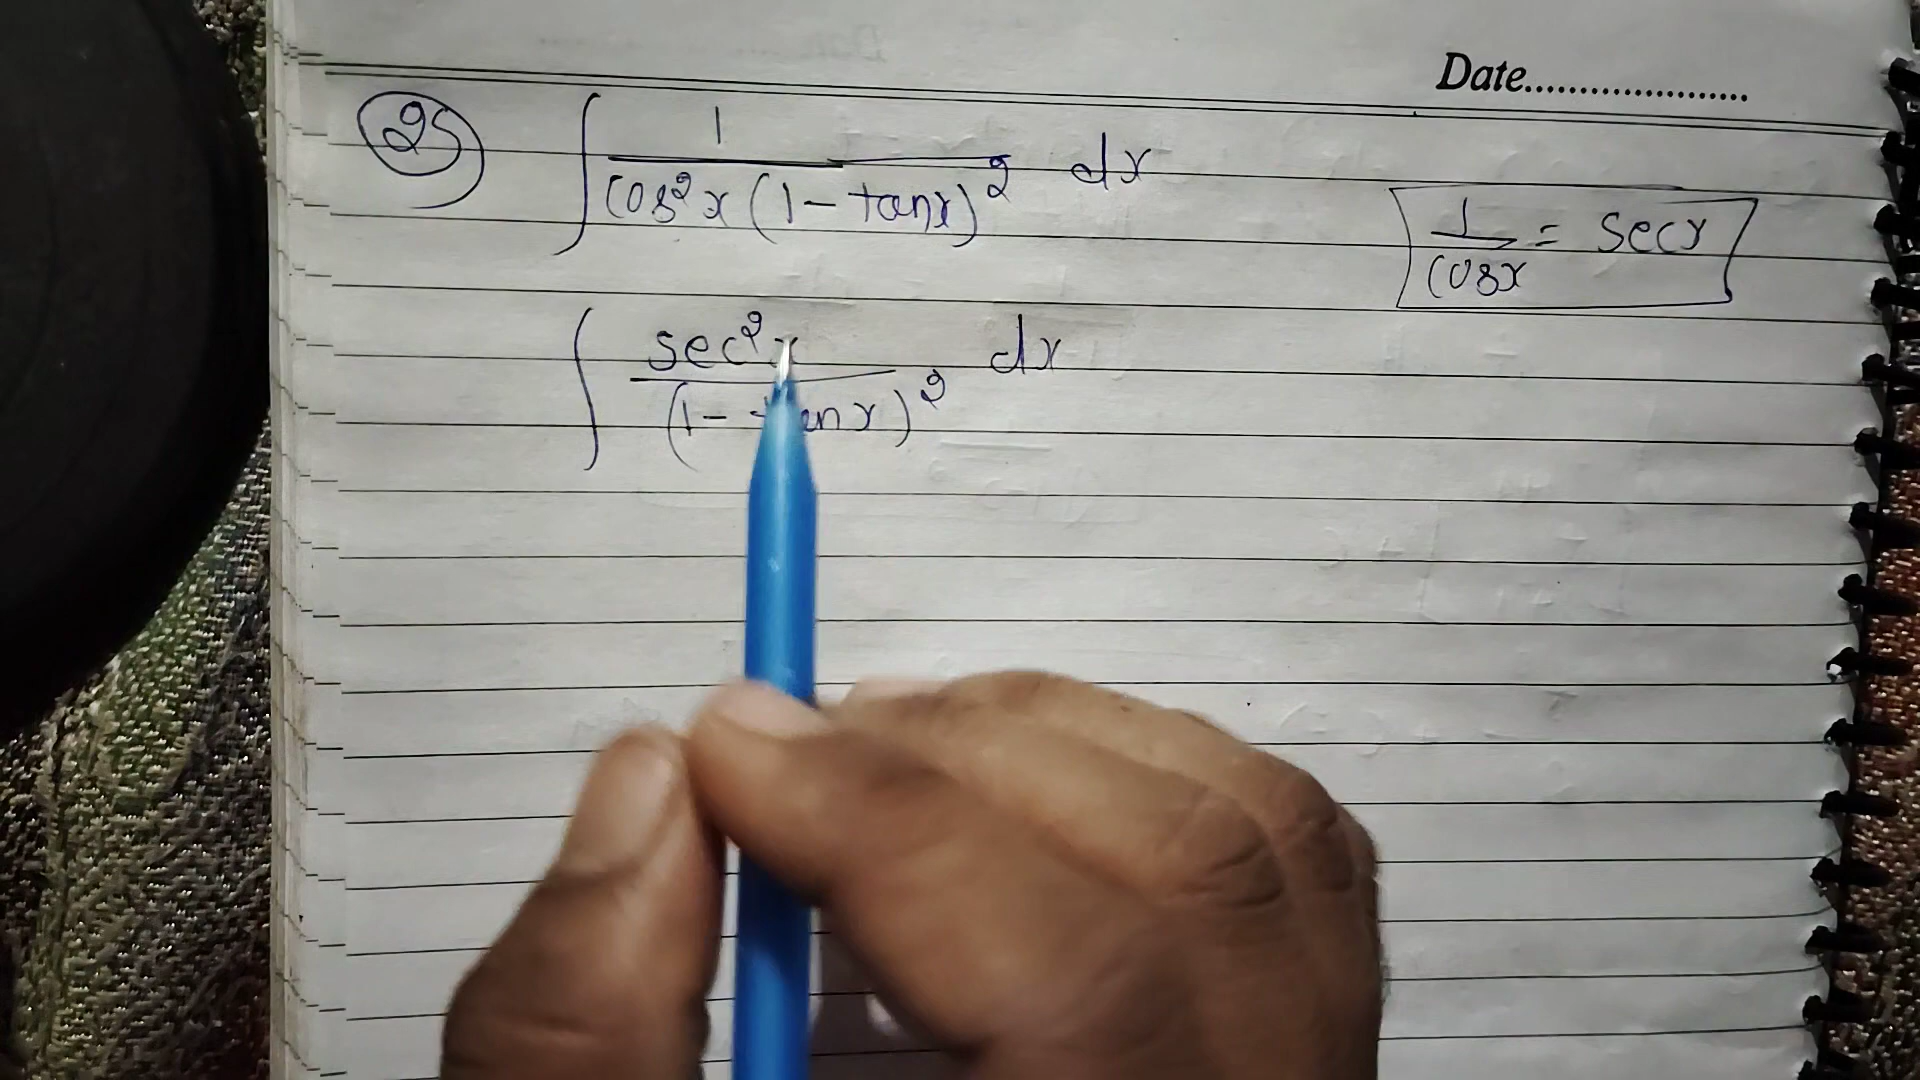 Date.....................
25 ∫ 1 / cos²x (1 - tanx)² dx
1 / cosx = secx
∫ sec²x / (1 - tanx)² dx